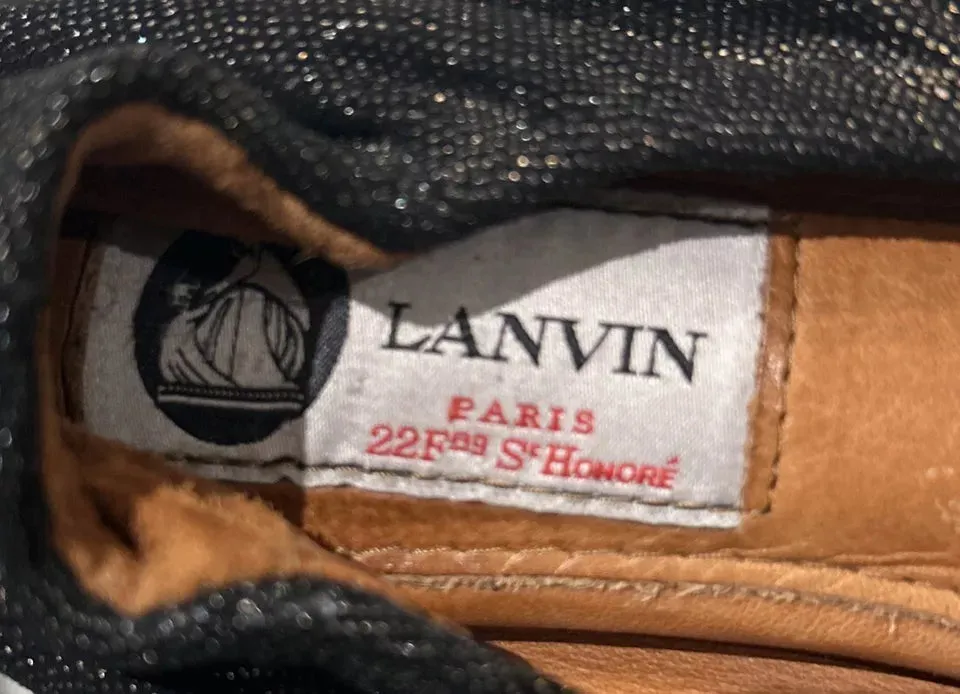 LANVIN
PARIS
22Fbg St HONORÉ